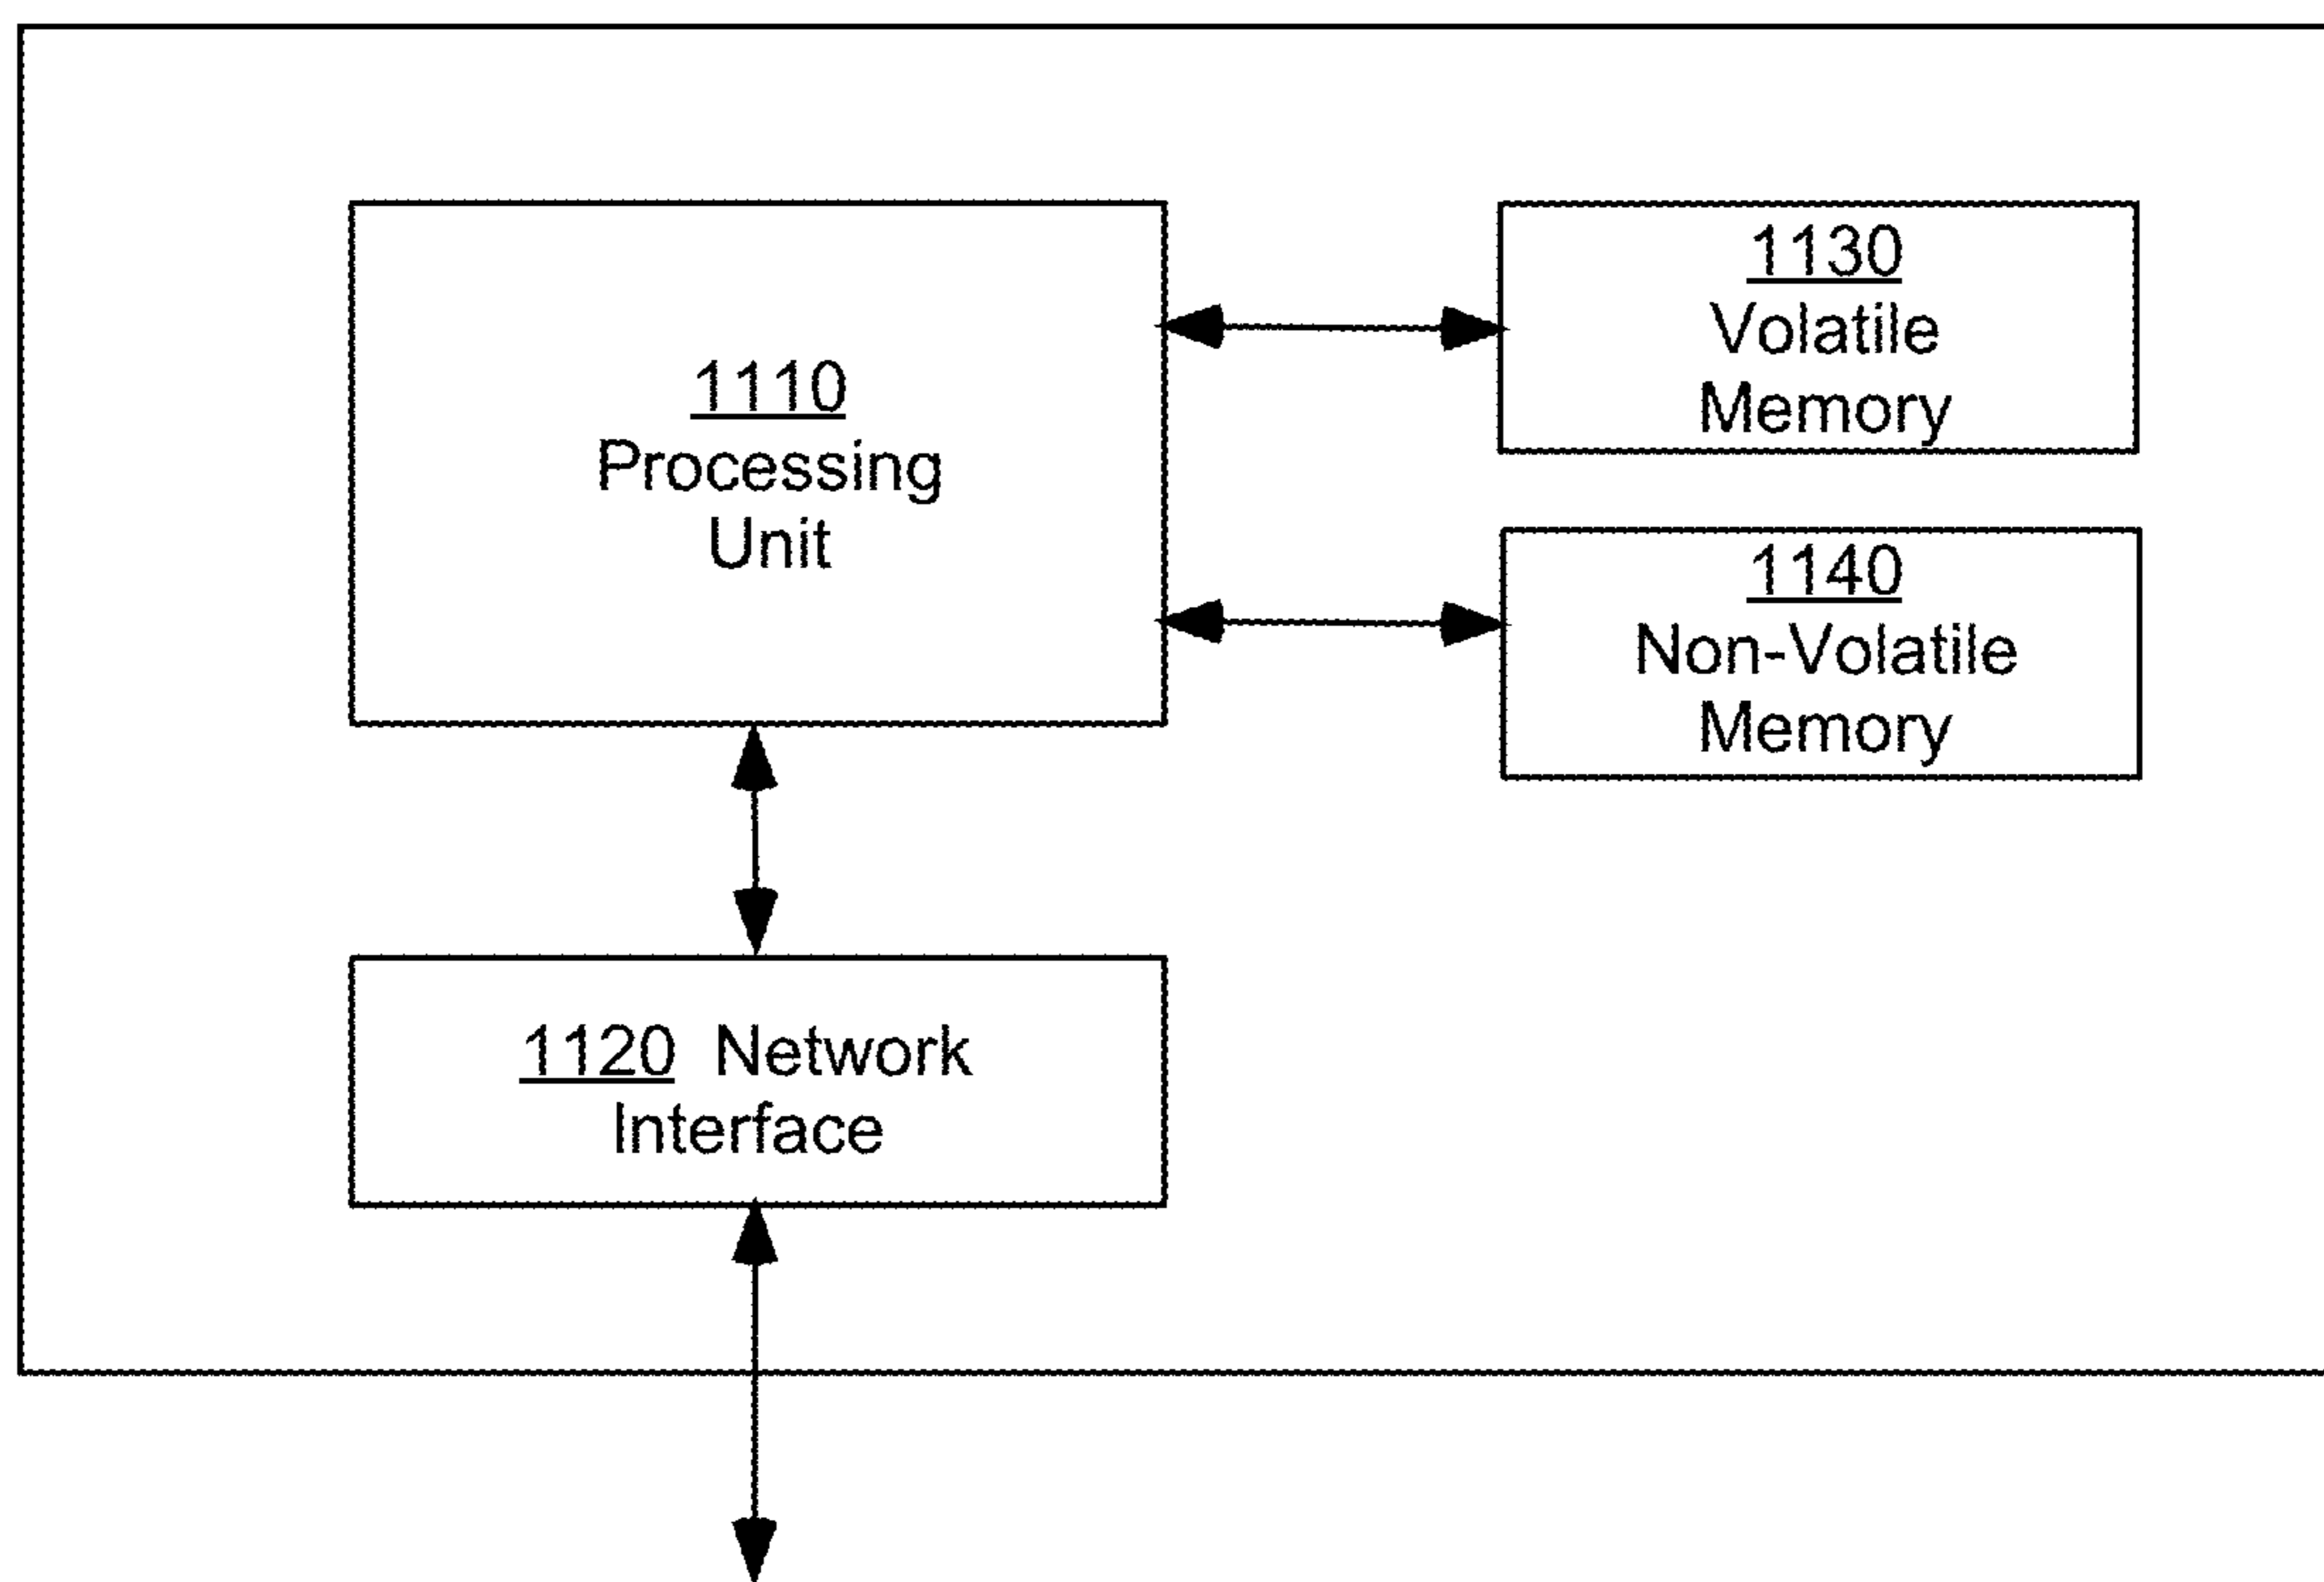 1110
Processing
Unit
1130
Volatile
Memory
1140
Non-Volatile
Memory
1120 Network
Interface